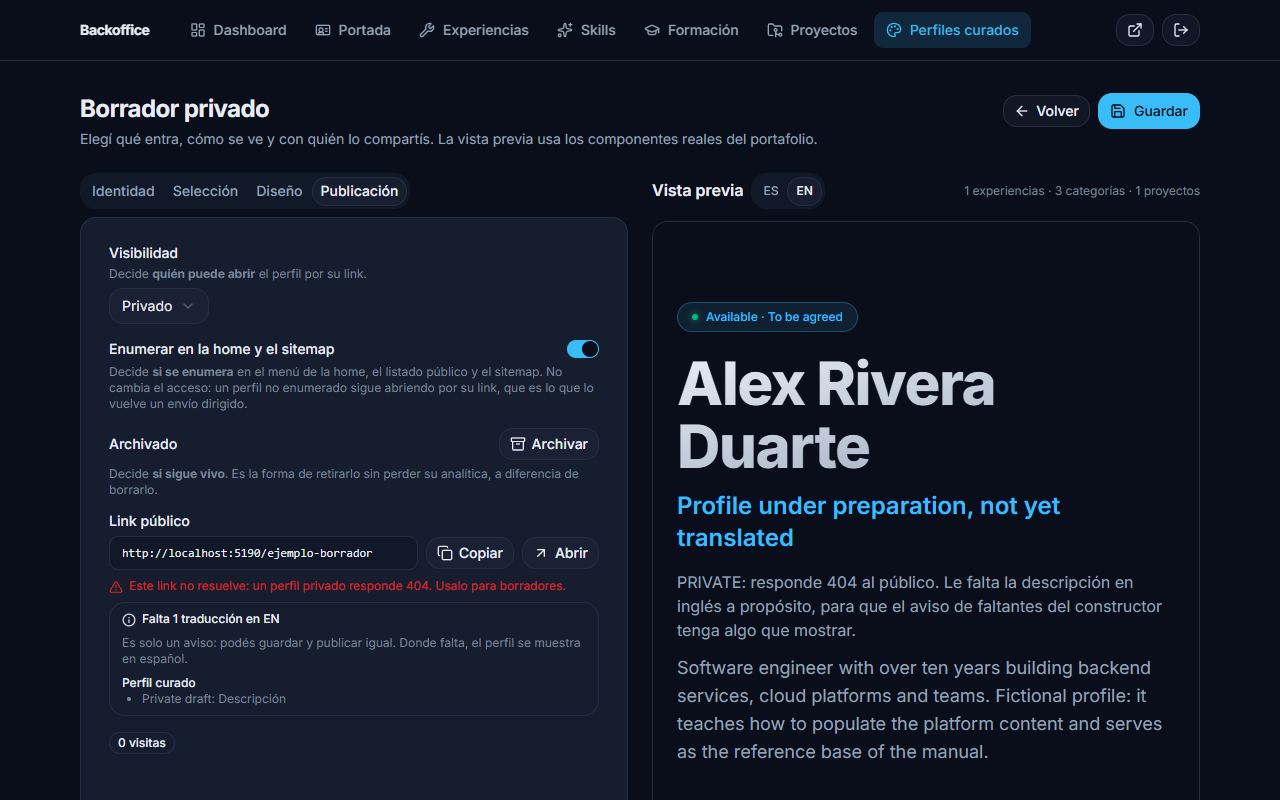 Backoffice
Dashboard
Portada
Experiencias
Skills
Formación
Proyectos
Perfiles curados
Borrador privado
Elegí qué entra, cómo se ve y con quién lo compartís. La vista previa usa los componentes reales del portafolio.
Volver
Guardar
Identidad
Selección
Diseño
Publicación
Visibilidad
Decide quién puede abrir el perfil por su link.
Privado
Enumerar en la home y el sitemap
Decide si se enumera en el menú de la home, el listado público y el sitemap. No
cambia el acceso: un perfil no enumerado sigue abriendo por su link, que es lo que lo
vuelve un envío dirigido.
Archivado
Archivar
Decide si sigue vivo. Es la forma de retirarlo sin perder su analítica, a diferencia de
borrarlo.
Link público
http://localhost:5190/ejemplo-borrador
Copiar
Abrir
Este link no resuelve: un perfil privado responde 404. Usalo para borradores.
Falta 1 traducción en EN
Es solo un aviso: podés guardar y publicar igual. Donde falta, el perfil se muestra
en español.
Perfil curado
• Private draft: Descripción
0 visitas
Vista previa
ES
EN
1 experiencias · 3 categorías · 1 proyectos
Available · To be agreed
Alex Rivera
Duarte
Profile under preparation, not yet
translated
PRIVATE: responde 404 al público. Le falta la descripción en
inglés a propósito, para que el aviso de faltantes del constructor
tenga algo que mostrar.
Software engineer with over ten years building backend
services, cloud platforms and teams. Fictional profile: it
teaches how to populate the platform content and serves
as the reference base of the manual.